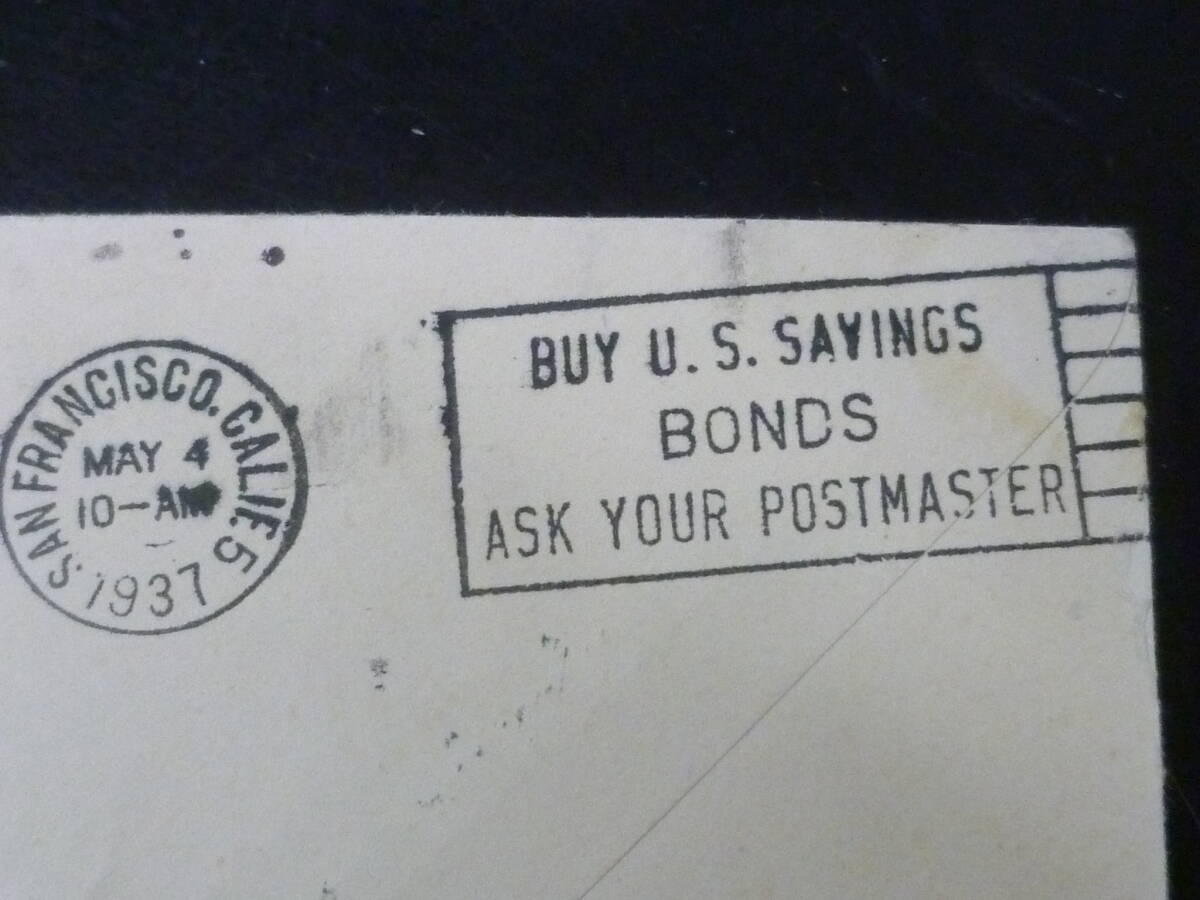 SAN FRANCISCO. CALIF. 5
MAY 4
10-AM
1937
BUY U. S. SAVINGS
BONDS
ASK YOUR POSTMASTER